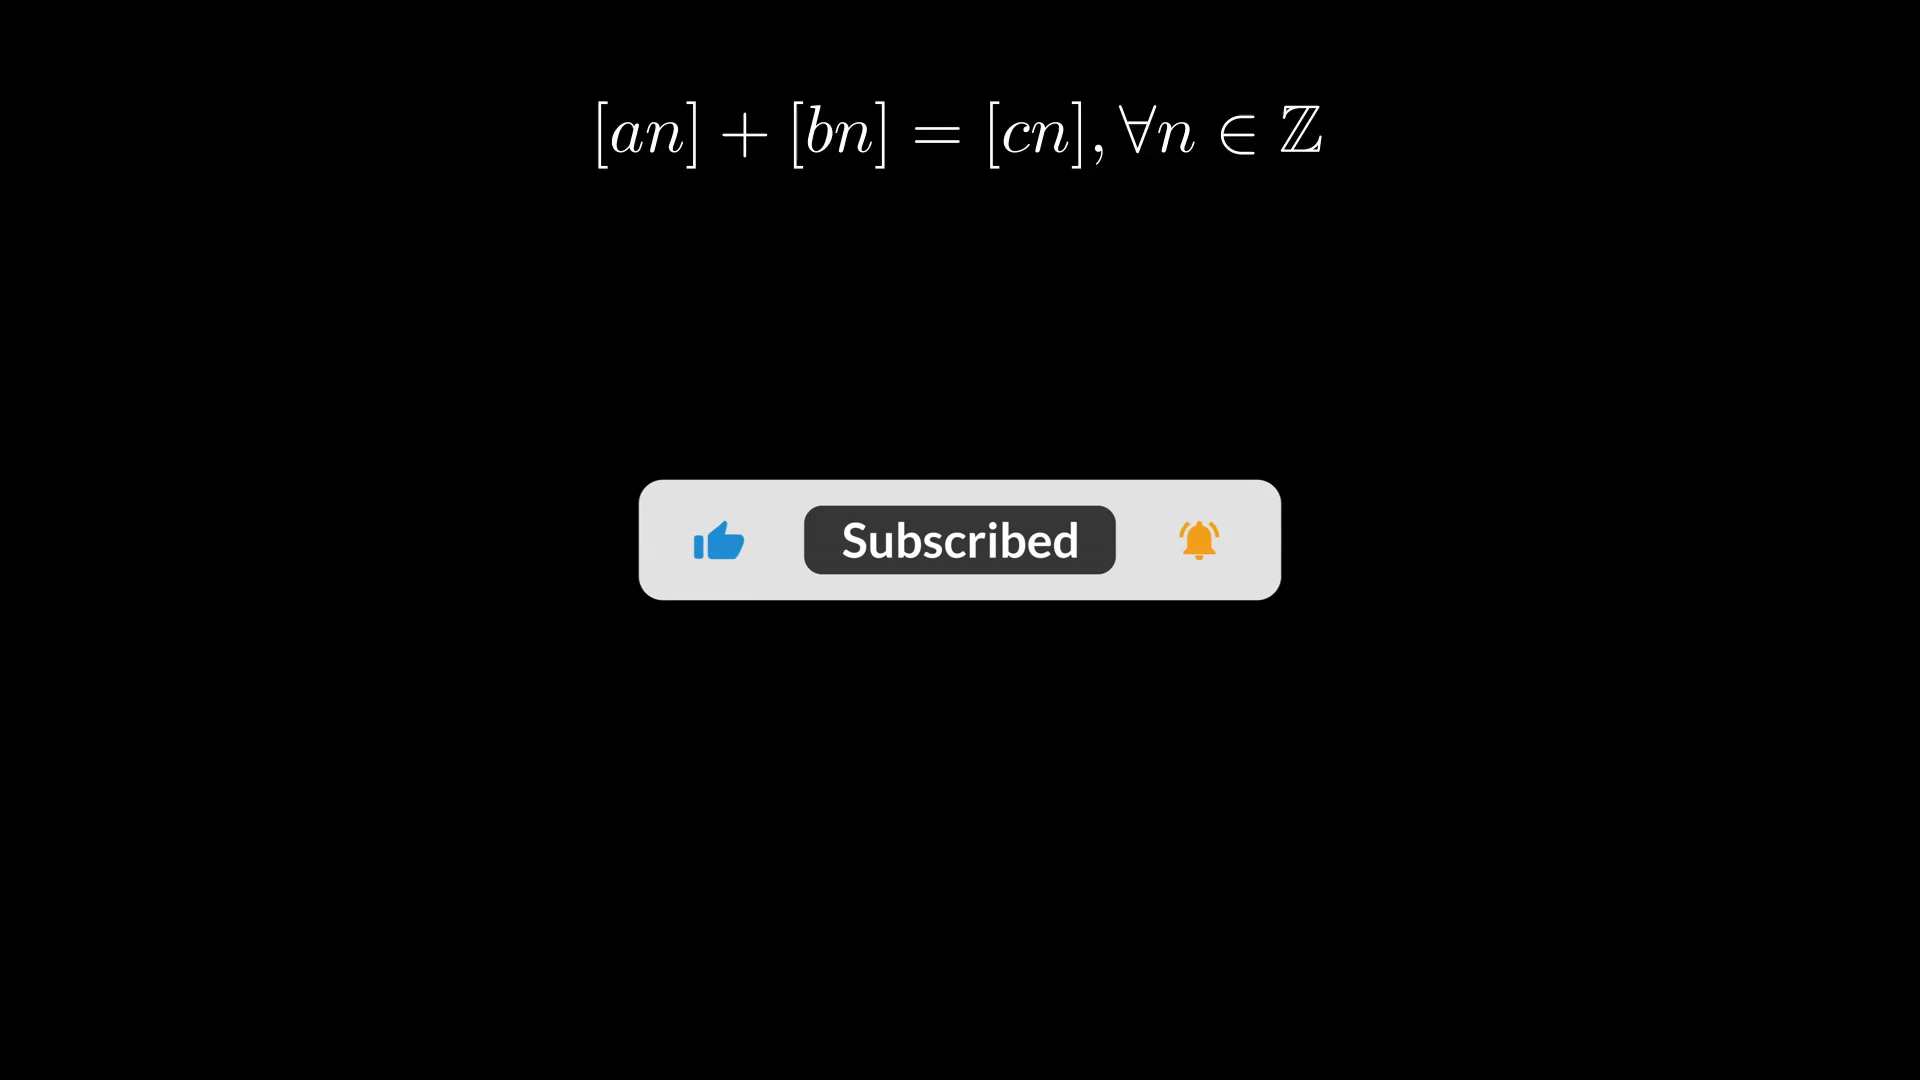 [an] + [bn] = [cn], ∀n ∈ ℤ
Subscribed